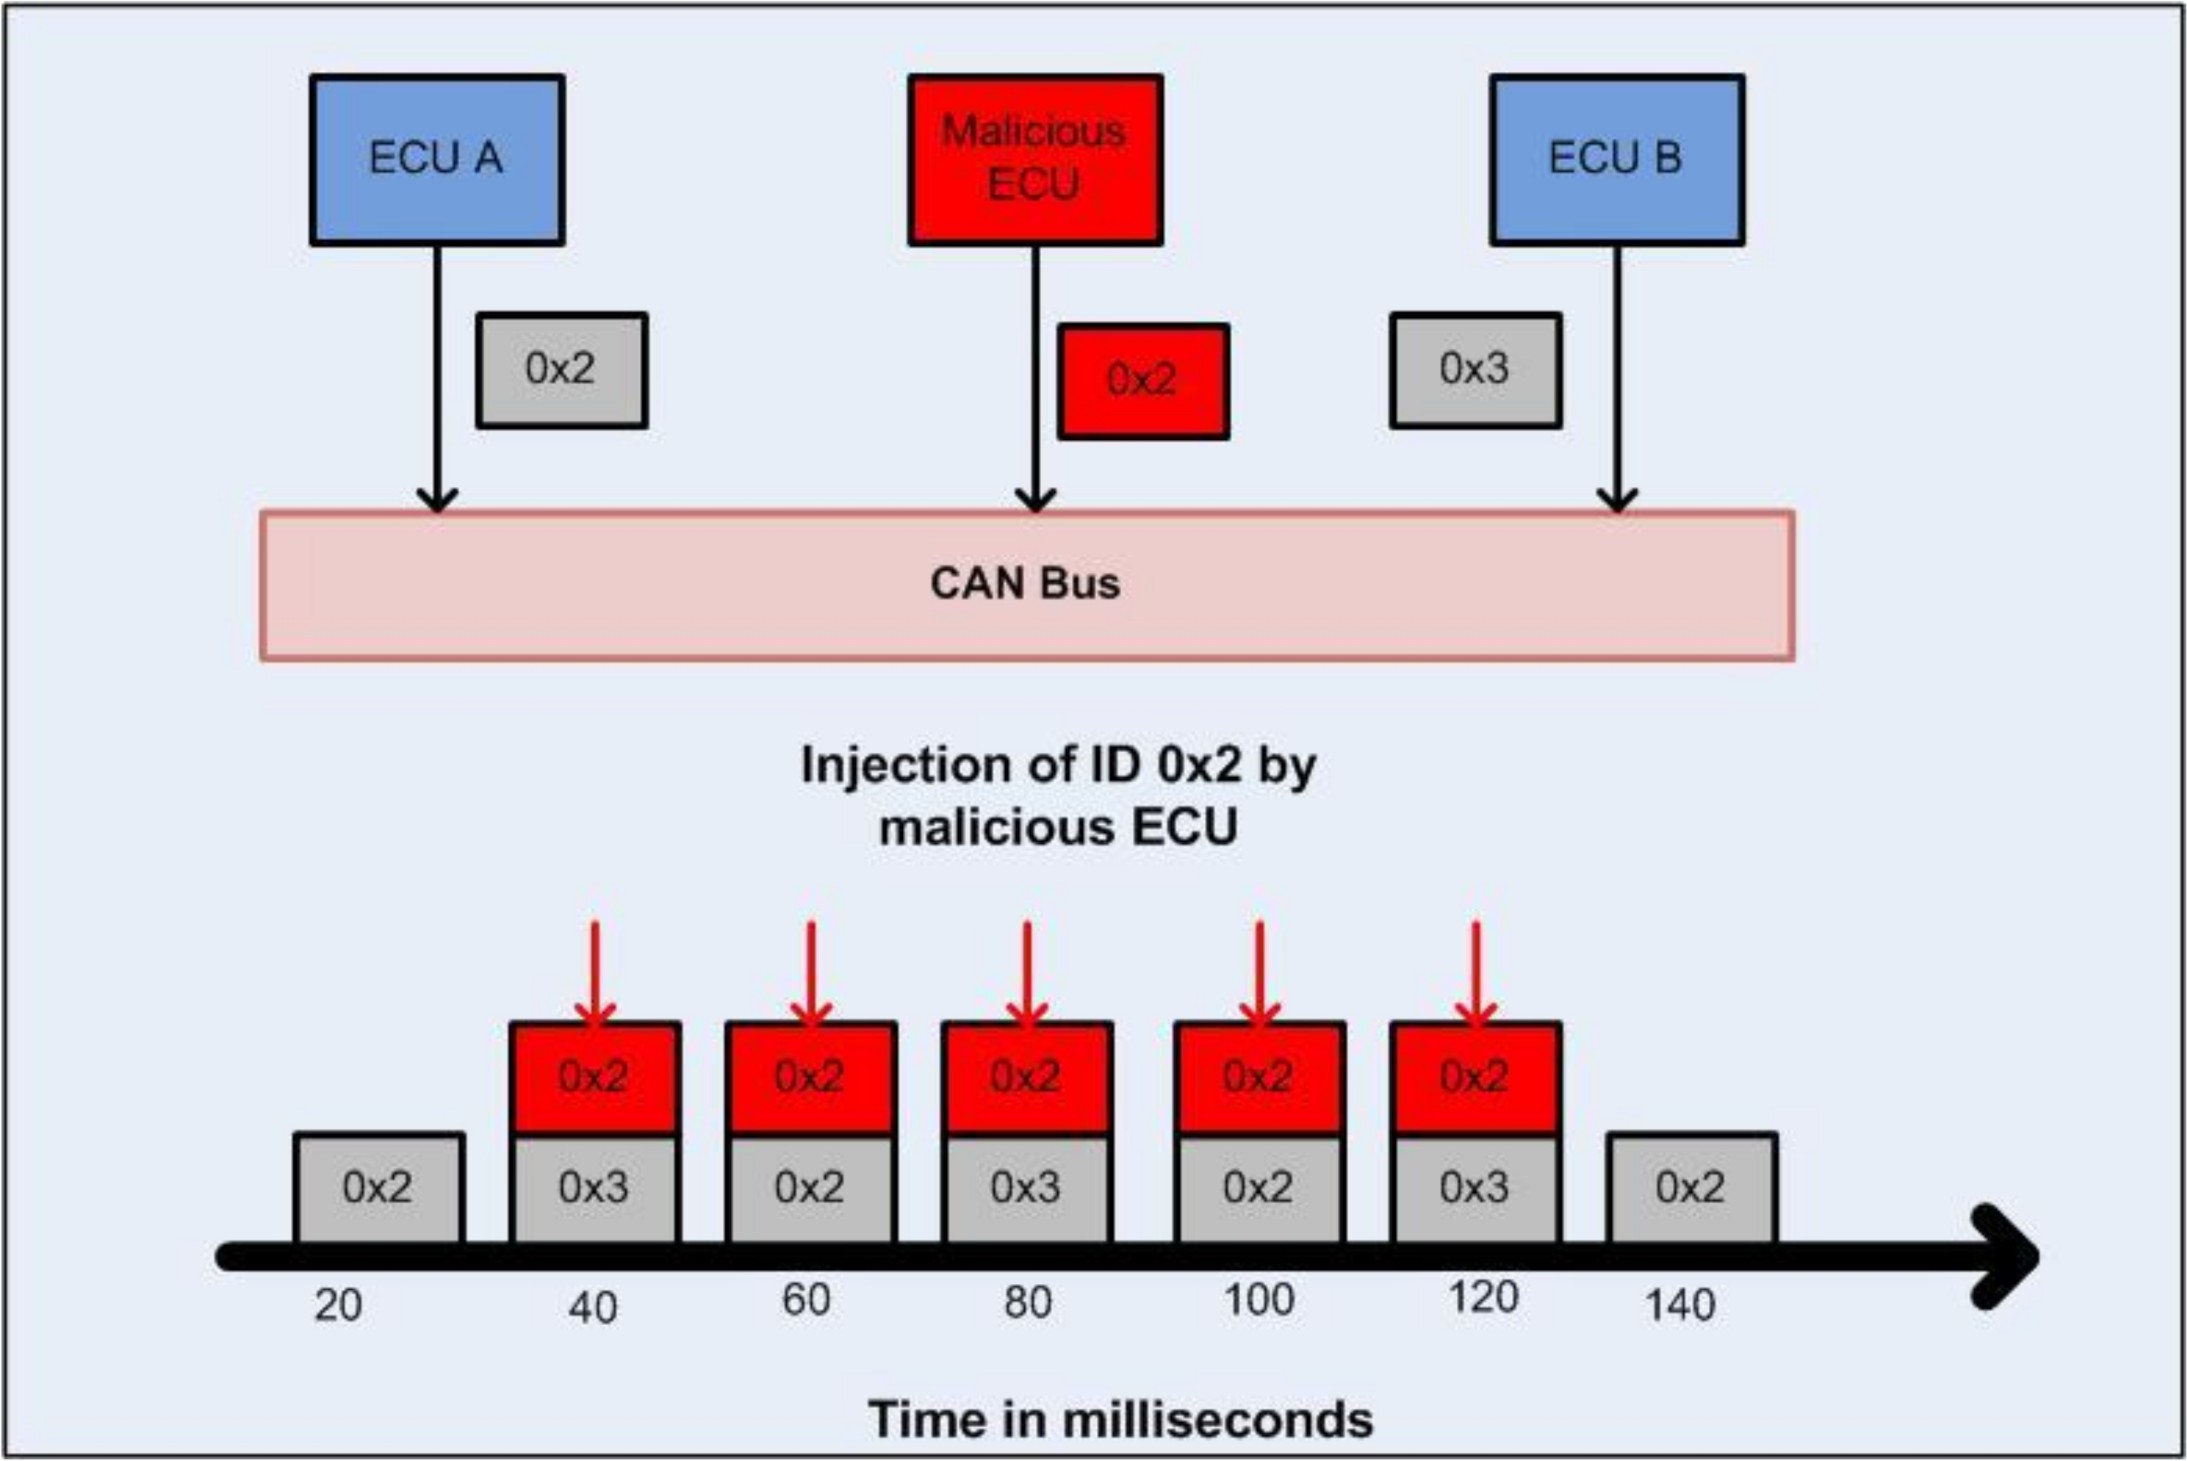 ECU A
Malicious
ECU
ECU B
0x2
0x2
0x3
CAN Bus
Injection of ID 0x2 by
malicious ECU
0x2
0x2
0x2
0x2
0x2
0x2
0x3
0x2
0x3
0x2
0x3
0x2
20
40
60
80
100
120
140
Time in milliseconds